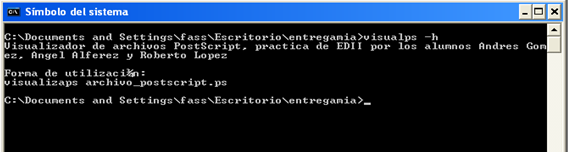 Símbolo del sistema
C:\Documents and Settings\fass\Escritorio\entregamia>visualps -h
Visualizador de archivos PostScript, practica de EDII por los alumnos Andres Gom
ez, Angel Alferez y Roberto Lopez
Forma de utilizaci¾n:
visualizaps archivo_postscript.ps
C:\Documents and Settings\fass\Escritorio\entregamia>_